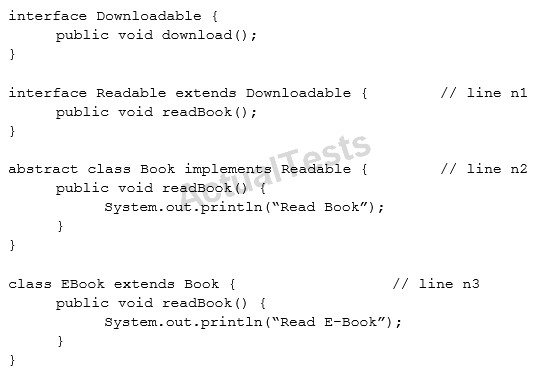 interface Downloadable {
public void download();
}
interface Readable extends Downloadable { // line n1
public void readBook();
}
abstract class Book implements Readable { // line n2
public void readBook() {
System.out.println(“Read Book”);
}
}
class EBook extends Book { // line n3
public void readBook() {
System.out.println(“Read E-Book”);
}
}
ActualTests